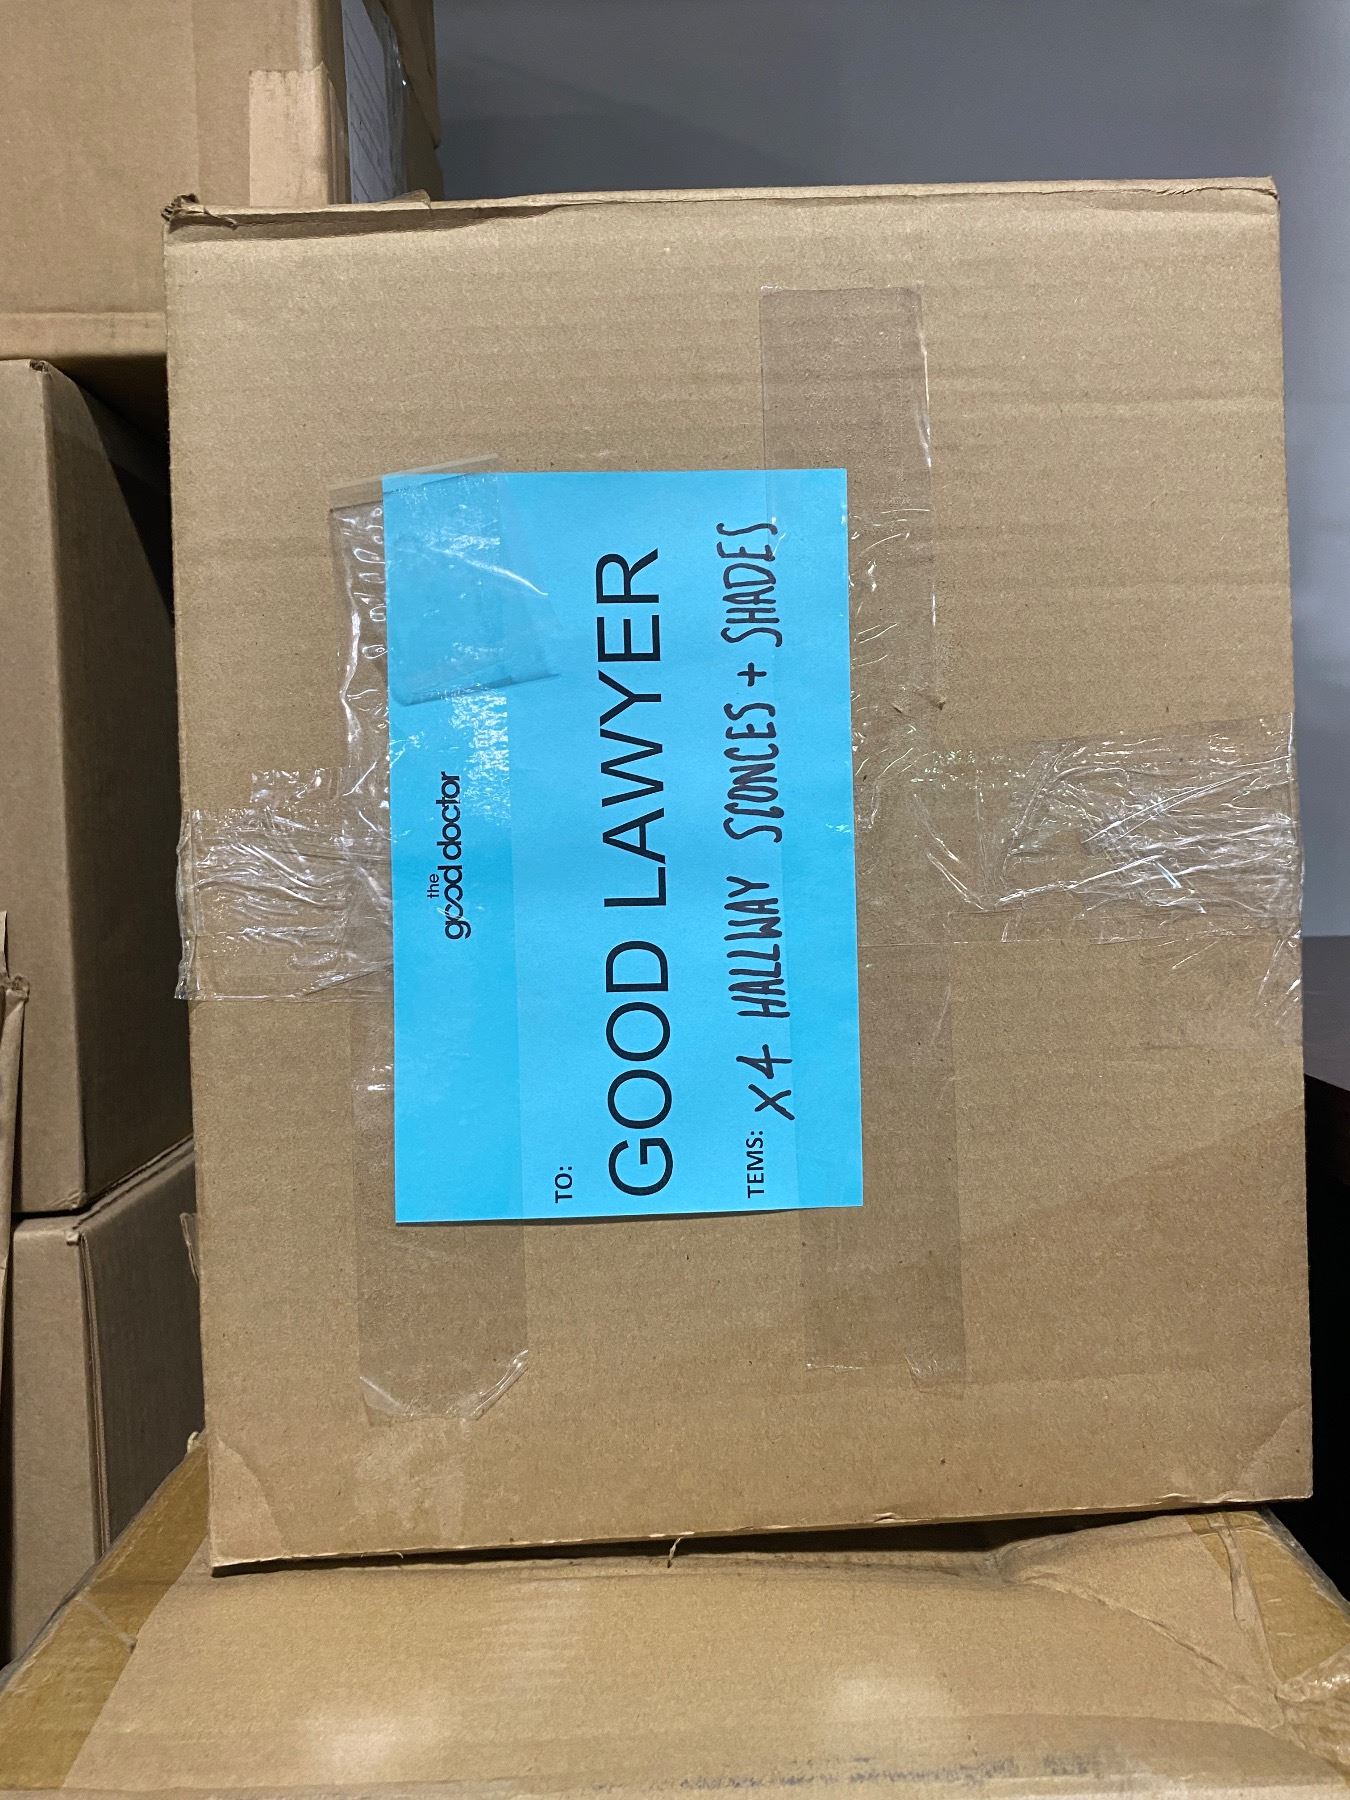 the
good doctor
TO:
GOOD LAWYER
TEMS: X4 HALLWAY SCONCES + SHADES